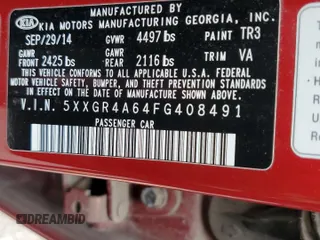 KIA MANUFACTURED BY
KIA MOTORS MANUFACTURING GEORGIA, INC.
SEP/29/14 GVWR 4497 lbs PAINT TR3
GAWR FRONT 2425 lbs GAWR REAR 2116 lbs TRIM VA
THIS VEHICLE CONFORMS TO ALL APPLICABLE U.S. FEDERAL
MOTOR VEHICLE SAFETY, BUMPER, AND THEFT PREVENTION STANDARDS
IN EFFECT ON THE DATE OF MANUFACTURE SHOWN ABOVE.
V.I.N. 5XXGR4A64FG408491
PASSENGER CAR
DREAMBID